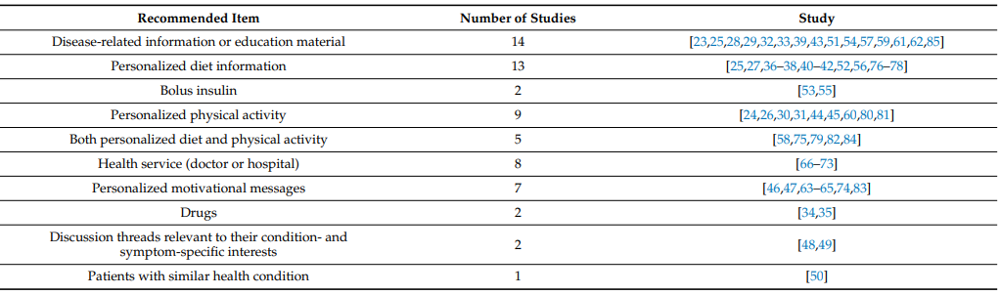 Recommended Item Number of Studies Study
Disease-related information or education material 14 [23,25,28,29,32,33,39,43,51,54,57,59,61,62,85]
Personalized diet information 13 [25,27,36–38,40–42,52,56,76–78]
Bolus insulin 2 [53,55]
Personalized physical activity 9 [24,26,30,31,44,45,60,80,81]
Both personalized diet and physical activity 5 [58,75,79,82,84]
Health service (doctor or hospital) 8 [66–73]
Personalized motivational messages 7 [46,47,63–65,74,83]
Drugs 2 [34,35]
Discussion threads relevant to their condition- and
symptom-specific interests 2 [48,49]
Patients with similar health condition 1 [50]